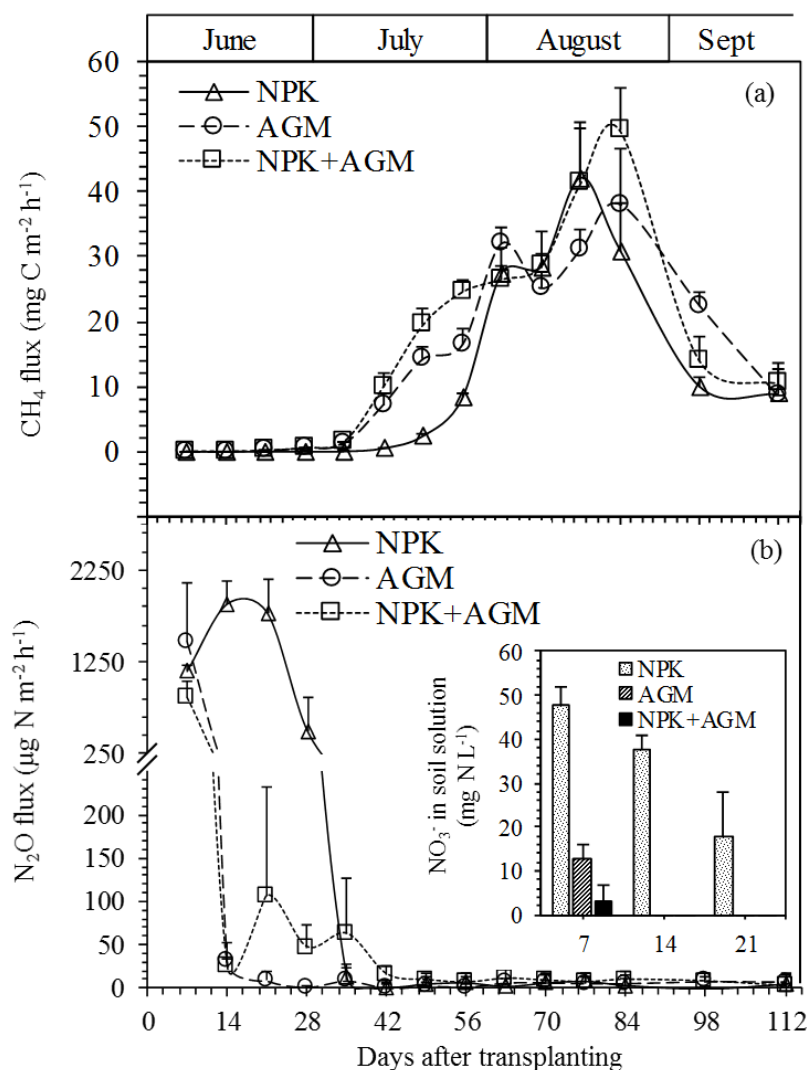 June July August Sept
60
50
40
30
20
10
0
CH₄ flux (mg C m⁻² h⁻¹)
NPK
AGM
NPK+AGM
(a)
2250
1250
250
200
150
100
50
0
N₂O flux (µg N m⁻² h⁻¹)
NPK
AGM
NPK+AGM
(b)
60
50
40
30
20
10
0
NO₃⁻ in soil solution
(mg N L⁻¹)
NPK
AGM
NPK+AGM
7 14 21
0 14 28 42 56 70 84 98 112
Days after transplanting